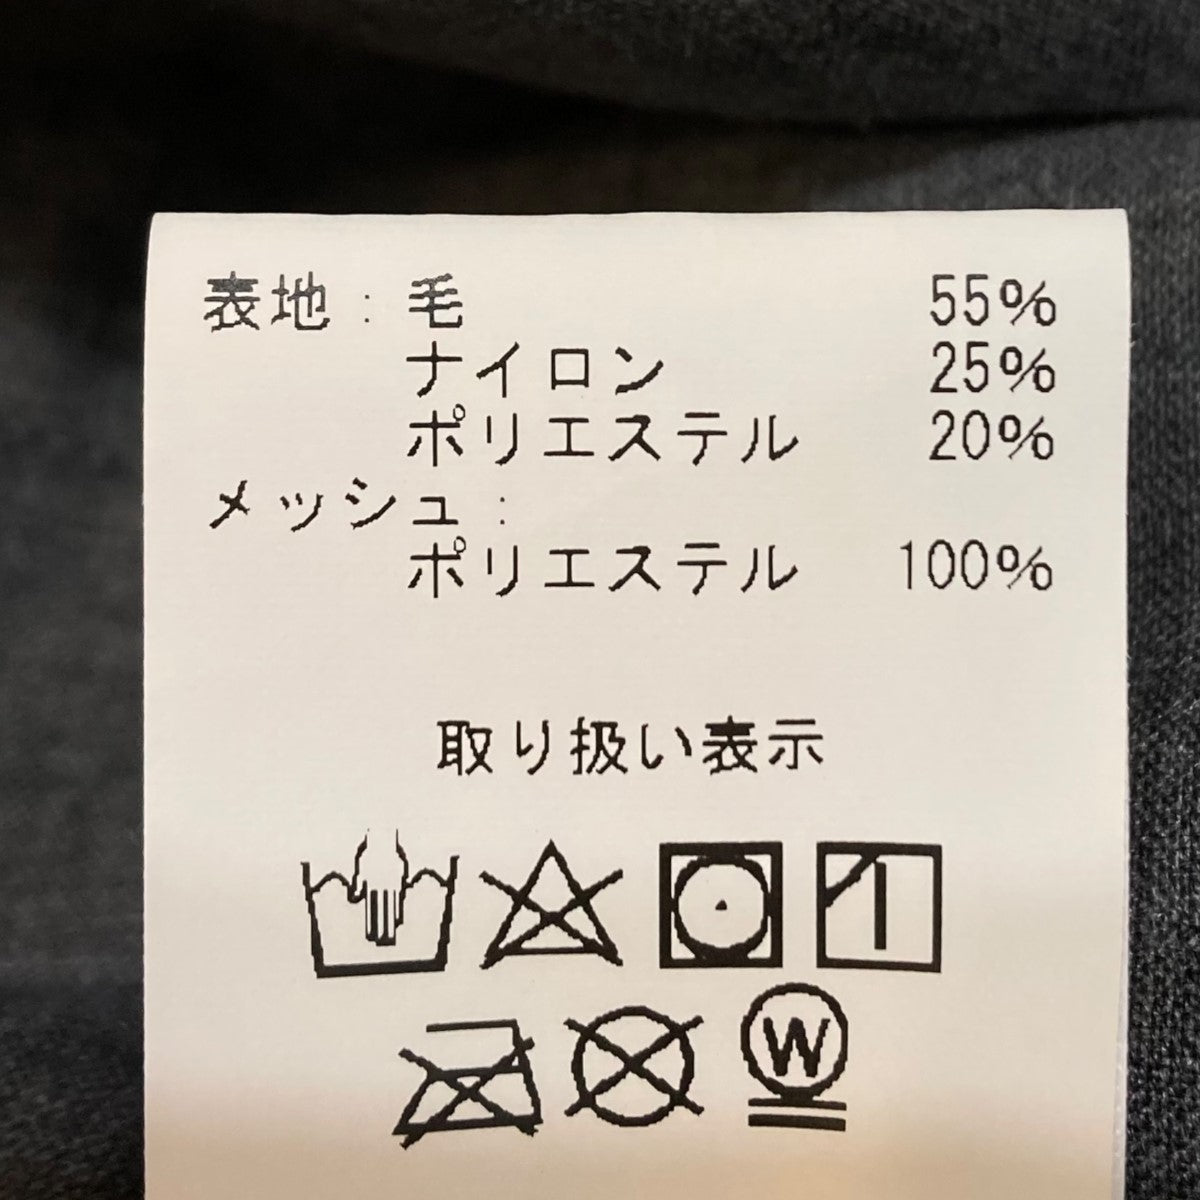 表地：毛 55%
ナイロン 25%
ポリエステル 20%
メッシュ：
ポリエステル 100%
取り扱い表示
W